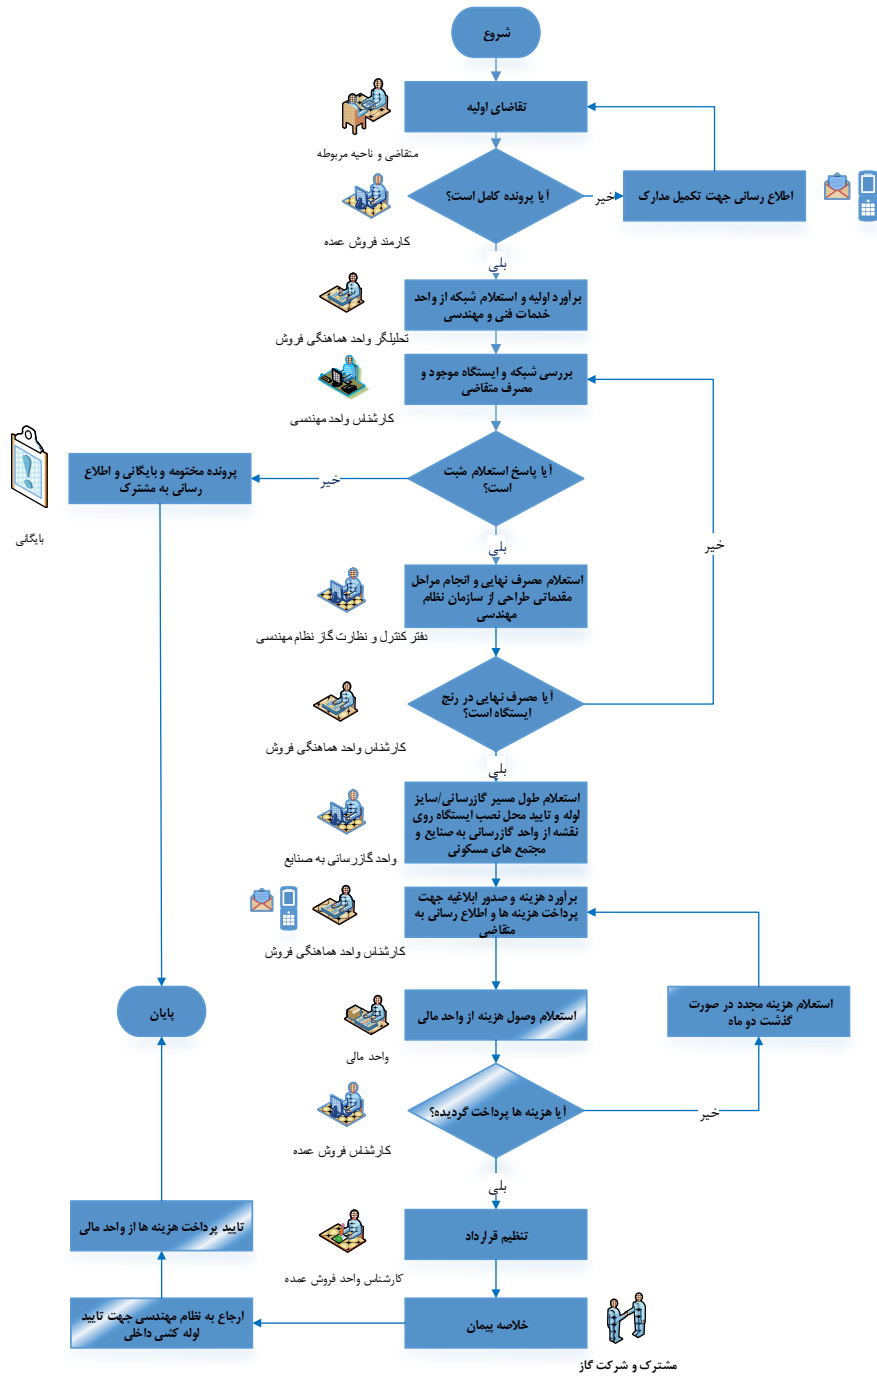 شروع
تقاضای اولیه
متقاضی و ناحیه مربوطه
آیا پرونده کامل است؟
خیر
اطلاع رسانی جهت تکمیل مدارک
کارمند فروش عمده
بلی
برآورد اولیه و استعلام شبکه از واحد
خدمات فنی و مهندسی
تحلیلگر واحد هماهنگی فروش
بررسی شبکه و ایستگاه موجود و
مصرف متقاضی
کارشناس واحد مهندسی
آیا پاسخ استعلام مثبت
است؟
خیر
پرونده مختومه و بایگانی و اطلاع
رسانی به مشترک
بایگانی
بلی
خیر
استعلام مصرف نهایی و انجام مراحل
مقدماتی طراحی از سازمان نظام
مهندسی
دفتر کنترل و نظارت گاز نظام مهندسی
آیا مصرف نهایی در رنج
ایستگاه است؟
کارشناس واحد هماهنگی فروش
بلی
استعلام طول مسیر گازرسانی/سایز
لوله و تایید محل نصب ایستگاه روی
نقشه از واحد گازرسانی به صنایع و
مجتمع های مسکونی
واحد گازرسانی به صنایع
برآورد هزینه و صدور ابلاغیه جهت
پرداخت هزینه ها و اطلاع رسانی به
متقاضی
کارشناس واحد هماهنگی فروش
استعلام هزینه مجدد در صورت
گذشت دو ماه
پایان
استعلام وصول هزینه از واحد مالی
واحد مالی
آیا هزینه ها پرداخت گردیده؟
خیر
کارشناس فروش عمده
بلی
تنظیم قرارداد
تایید پرداخت هزینه ها از واحد مالی
کارشناس واحد فروش عمده
خلاصه پیمان
ارجاع به نظام مهندسی جهت تایید
لوله کشی داخلی
مشترک و شرکت گاز